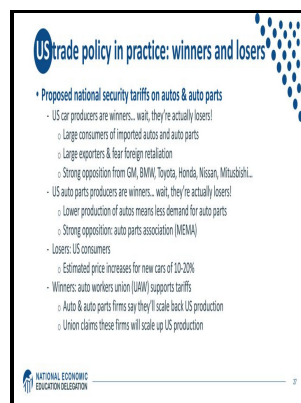 US trade policy in practice: winners and losers
• Proposed national security tariffs on autos & auto parts
- US car producers are winners... wait, they're actually losers!
o Large consumers of imported autos and auto parts
o Large exporters & fear foreign retaliation
o Strong opposition from GM, BMW, Toyota, Honda, Nissan, Mitusbishi...
- US auto parts producers are winners... wait, they're actually losers!
o Lower production of autos means less demand for auto parts
o Strong opposition: auto parts association (MEMA)
- Losers: US consumers
o Estimated price increases for new cars of 10-20%
- Winners: auto workers union (UAW) supports tariffs
o Auto & auto parts firms say they'll scale back US production
o Union claims these firms will scale up US production
NATIONAL ECONOMIC
EDUCATION DELEGATION